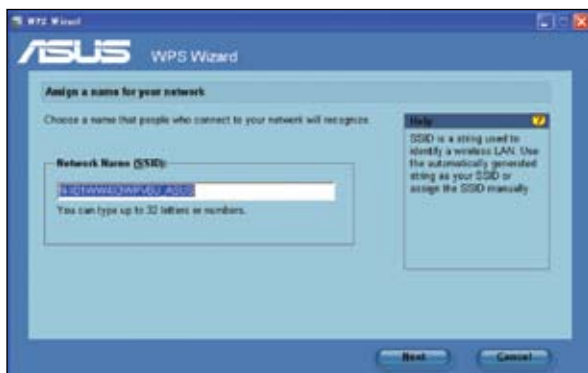 WPS Wizard
ASUS WPS Wizard
Assign a name for your network
Choose a name that people who connect to your network will recognize.
Network Name (SSID):
You can type up to 32 letters or numbers.
Help
SSID is a string used to
identify a wireless LAN. Use
the automatically generated
string as your SSID or
assign the SSID manually.
Next
Cancel